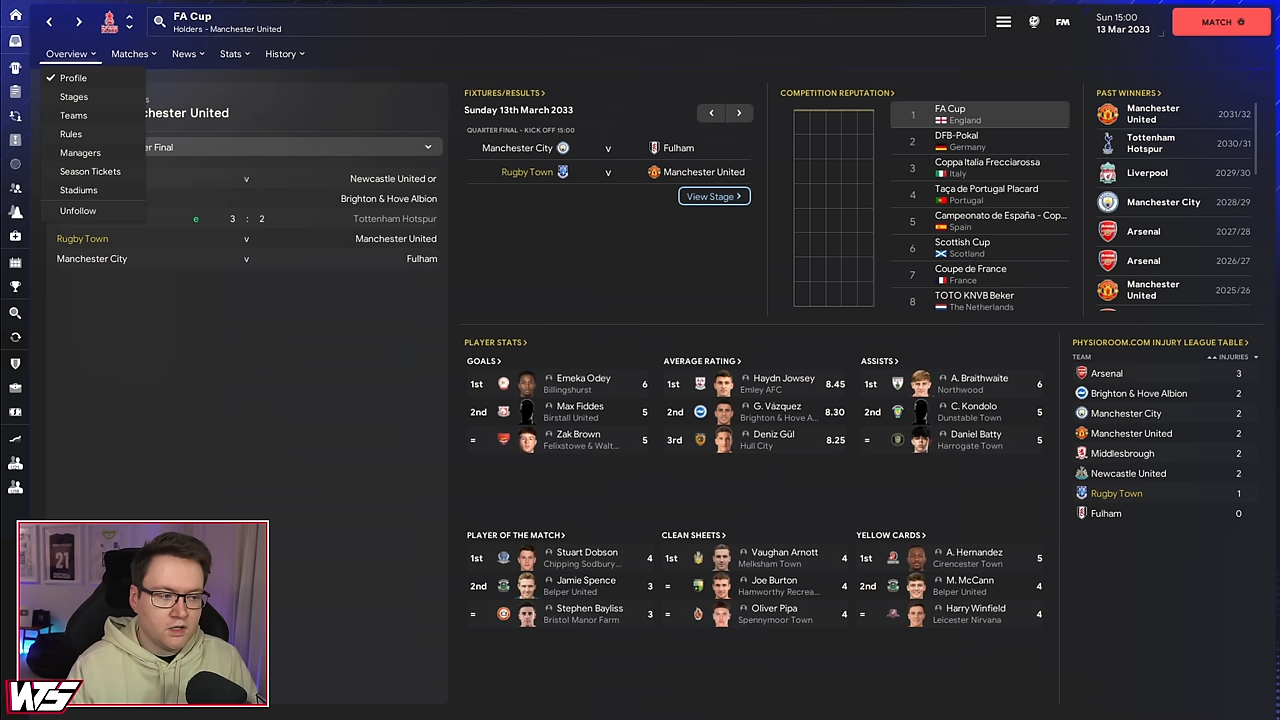 FA Cup
Holders - Manchester United
FM
Sun 15:00
13 Mar 2033
MATCH
Overview
Matches
News
Stats
History
Profile
Stages
Teams
Rules
Managers
Season Tickets
Stadiums
Unfollow
chester United
er Final
v Newcastle United or
Brighton & Hove Albion
e 3 : 2 Tottenham Hotspur
Rugby Town v Manchester United
Manchester City v Fulham
FIXTURES/RESULTS >
Sunday 13th March 2033
QUARTER FINAL - KICK OFF 15:00
Manchester City v Fulham
Rugby Town v Manchester United
View Stage >
COMPETITION REPUTATION >
1 FA Cup
England
2 DFB-Pokal
Germany
3 Coppa Italia Frecciarossa
Italy
4 Taça de Portugal Placard
Portugal
5 Campeonato de España - Cop...
Spain
6 Scottish Cup
Scotland
7 Coupe de France
France
8 TOTO KNVB Beker
The Netherlands
PAST WINNERS >
Manchester
United 2031/32
Tottenham
Hotspur 2030/31
Liverpool 2029/30
Manchester City 2028/29
Arsenal 2027/28
Arsenal 2026/27
Manchester
United 2025/26
PLAYER STATS >
GOALS >
1st Emeka Odey 6
Billingshurst
2nd Max Fiddes 5
Birstall United
= Zak Brown 5
Felixstowe & Walt...
AVERAGE RATING >
1st Haydn Jowsey 8.45
Emley AFC
2nd G. Vázquez 8.30
Brighton & Hove A...
3rd Deniz Gül 8.25
Hull City
ASSISTS >
1st A. Braithwaite 6
Northwood
2nd C. Kondolo 5
Dunstable Town
= Daniel Batty 5
Harrogate Town
PLAYER OF THE MATCH >
1st Stuart Dobson 4
Chipping Sodbury...
2nd Jamie Spence 3
Belper United
= Stephen Bayliss 3
Bristol Manor Farm
CLEAN SHEETS >
1st Vaughan Arnott 4
Melksham Town
= Joe Burton 4
Hamworthy Recrea...
= Oliver Pipa 4
Spennymoor Town
YELLOW CARDS >
1st A. Hernandez 5
Cirencester Town
2nd M. McCann 4
Belper United
= Harry Winfield 4
Leicester Nirvana
PHYSIOROOM.COM INJURY LEAGUE TABLE >
TEAM INJURIES
Arsenal 3
Brighton & Hove Albion 2
Manchester City 2
Manchester United 2
Middlesbrough 2
Newcastle United 2
Rugby Town 1
Fulham 0
21
WTS